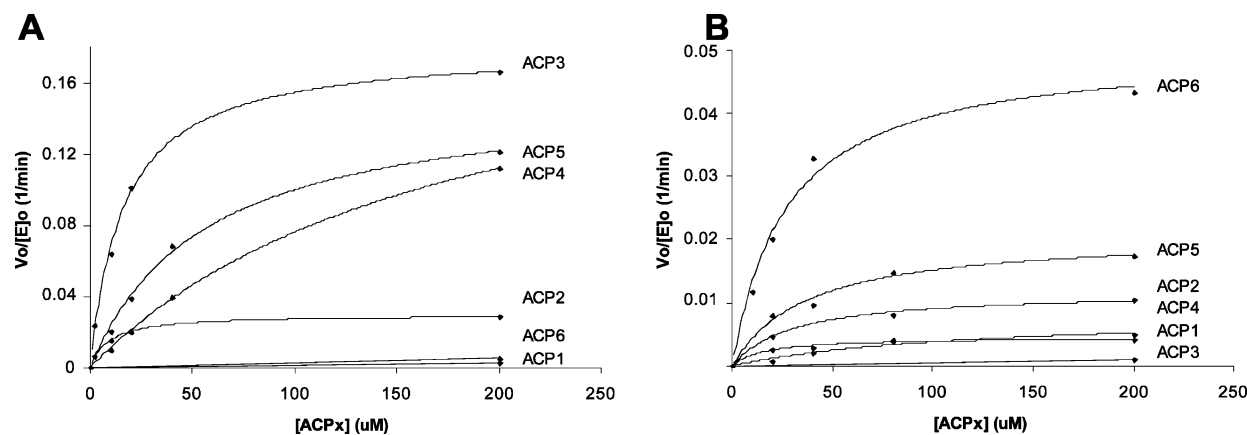 A
Vo/[E]o (1/min)
0.16
0.12
0.08
0.04
0
0 50 100 150 200 250
[ACPx] (uM)
ACP3
ACP5
ACP4
ACP2
ACP6
ACP1
B
Vo/[E]o (1/min)
0.05
0.04
0.03
0.02
0.01
0 50 100 150 200 250
[ACPx] (uM)
ACP6
ACP5
ACP2
ACP4
ACP1
ACP3